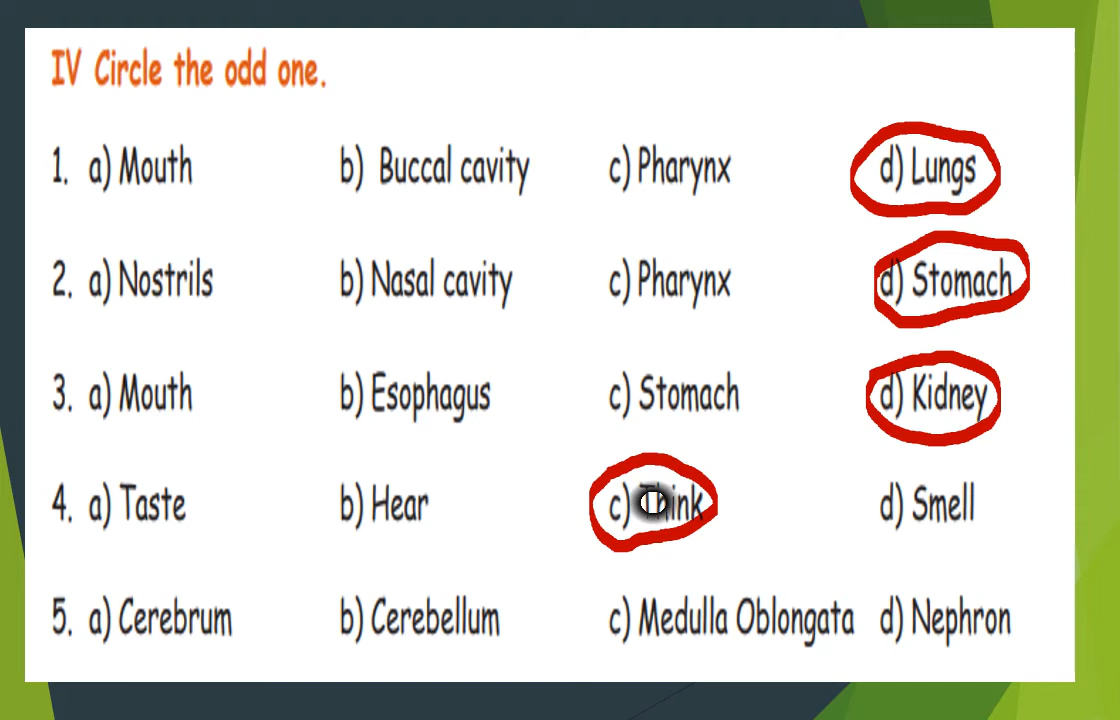 IV Circle the odd one.
1. a) Mouth b) Buccal cavity c) Pharynx d) Lungs
2. a) Nostrils b) Nasal cavity c) Pharynx d) Stomach
3. a) Mouth b) Esophagus c) Stomach d) Kidney
4. a) Taste b) Hear c) Think d) Smell
5. a) Cerebrum b) Cerebellum c) Medulla Oblongata d) Nephron